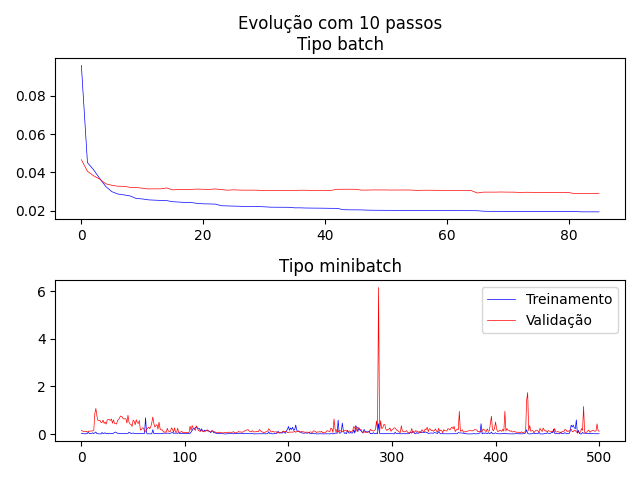 Evolução com 10 passos
Tipo batch
0.08
0.06
0.04
0.02
0 20 40 60 80
Tipo minibatch
6
4
2
0
Treinamento
Validação
0 100 200 300 400 500